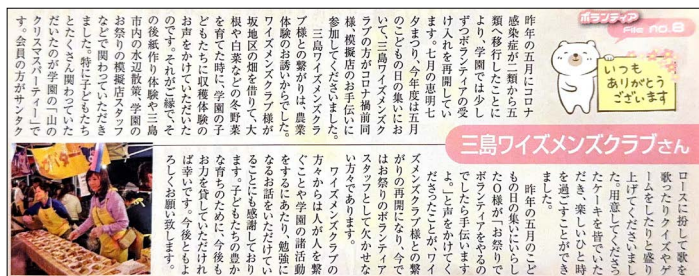 ボランティア File no.8
いつも
ありがとう
ございます
三島ワイズメンズクラブさん
昨年の五月にコロナ
感染症が二類から五
類へ移行したことに
より、学園では少し
ずつボランティアの受
け入れを再開してい
ます。七月の恵明七
夕まつり、今年度は五月
のこどもの日の集いにお
いて、三島ワイズメンズク
ラブの方がコロナ禍前同
様、模擬店のお手伝いに
参加してくださいました。
三島ワイズメンズクラ
ブ様との繋がりは、農業
体験のお誘いからでした。
ワイズメンズクラブ様が
坂地区の畑を借りて、大
根や白菜などの冬野菜
を育てた時に、学園の子
どもたちに収穫体験の
お声をかけていただいた
のです。それがご縁で、そ
の後紙作り体験や三島
市内の水辺散策、学園の
お祭りの模擬店スタッフ
などで関わっていただき
ました。特に子どもたち
とたくさん関わっていた
だいたのが学園の「一山の
クリスマスパーティー」で
す。会員の方がサンタク
ロースに扮して歌を
歌ったりクイズやゲ
ームをしたりと盛り
上げてくださいまし
た。用意してくださっ
たケーキを皆でいた
だき、楽しいひと時
を過ごすことができ
ました。
昨年の五月のこど
もの日の集いにいらし
たO様が「お祭りで
ボランティアをやるの
でしたら手伝います
よ。」と声をかけてく
ださったことが、ワイ
ズメンズクラブ様との繋
がりの再開になり、今で
はお祭りのボランティア
スタッフとして欠かせな
い方々であります。
ワイズメンズクラブの
方々からは人が人を繋
ぐことや学園の諸活動
をするにあたり、勉強に
なるお話をいただけてい
ることにも感謝しており
ます。子どもたちの豊か
な育ちのために、今後も
お力を貸していただけれ
ば幸いです。今後ともよ
ろしくお願い致します。